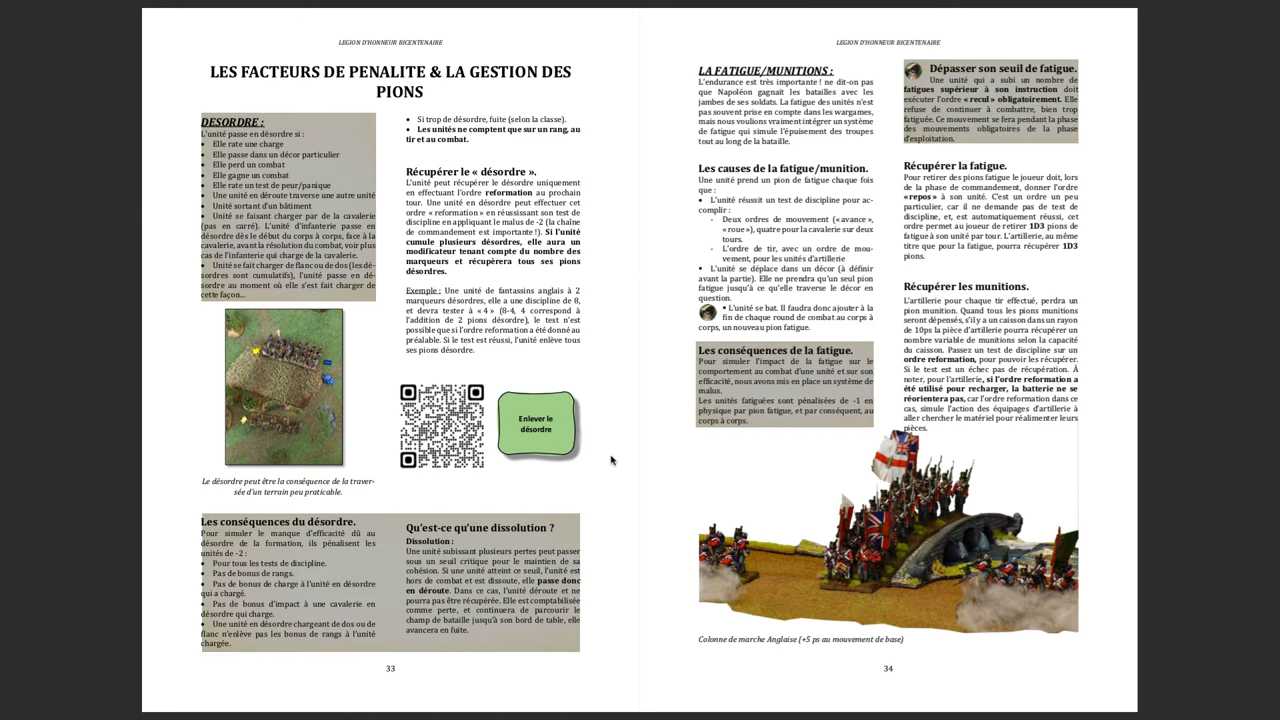 LEGION D'HONNEUR BICENTENAIRE
LES FACTEURS DE PENALITE & LA GESTION DES
PIONS
DESORDRE :
L'unité passe en désordre si :
• Elle rate une charge
• Elle passe dans un décor particulier
• Elle perd un combat
• Elle gagne un combat
• Elle rate un test de peur/panique
• Une unité en déroute traverse une autre unité
• Unité sortant d'un bâtiment
• Unité se faisant charger par de la cavalerie
(pas en carré). L'unité d'infanterie passe en
désordre dès le début du corps à corps, face à la
cavalerie, avant la résolution du combat, voir plus
cas de l'infanterie qui charge de la cavalerie.
• Unité se fait charger de flanc ou de dos (les dé-
sordres sont cumulatifs), l'unité passe en dé-
sordre au moment où elle s'est fait charger de
cette façon...
Le désordre peut être la conséquence de la traver-
sée d'un terrain peu praticable.
Les conséquences du désordre.
Pour simuler le manque d'efficacité dû au
désordre de la formation, ils pénalisent les
unités de -2 :
• Pour tous les tests de discipline.
• Pas de bonus de rangs.
• Pas de bonus de charge à l'unité en désordre
qui a chargé.
• Pas de bonus d'impact à une cavalerie en
désordre qui charge.
• Une unité en désordre chargeant de dos ou de
flanc n'enlève pas les bonus de rangs à l'unité
chargée.
• Si trop de désordre, fuite (selon la classe).
• Les unités ne comptent que sur un rang, au
tir et au combat.
Récupérer le « désordre ».
L'unité peut récupérer le désordre uniquement
en effectuant l'ordre reformation au prochain
tour. Une unité en désordre peut effectuer cet
ordre « reformation » en réussissant son test de
discipline en appliquant le malus de -2 (la chaîne
de commandement est importante !). Si l'unité
cumule plusieurs désordres, elle aura un
modificateur tenant compte du nombre des
marqueurs et récupèrera tous ses pions
désordres.
Exemple : Une unité de fantassins anglais à 2
marqueurs désordres, elle a une discipline de 8,
et devra tester à « 4 » (8-4, 4 correspond à
l'addition de 2 pions désordre), le test n'est
possible que si l'ordre reformation a été donné au
préalable. Si le test est réussi, l'unité enlève tous
ses pions désordre.
Enlever le
désordre
Qu'est-ce qu'une dissolution ?
Dissolution :
Une unité subissant plusieurs pertes peut passer
sous un seuil critique pour le maintien de sa
cohésion. Si une unité atteint ce seuil, l'unité est
hors de combat et est dissoute, elle passe donc
en déroute. Dans ce cas, l'unité déroute et ne
pourra pas être récupérée. Elle est comptabilisée
comme perte, et continuera de parcourir le
champ de bataille jusqu'à son bord de table, elle
avancera en fuite.
33
LEGION D'HONNEUR BICENTENAIRE
LA FATIGUE/MUNITIONS :
L'endurance est très importante ! ne dit-on pas
que Napoléon gagnait les batailles avec les
jambes de ses soldats. La fatigue des unités n'est
pas souvent prise en compte dans les wargames,
mais nous voulions vraiment intégrer un système
de fatigue qui simule l'épuisement des troupes
tout au long de la bataille.
Les causes de la fatigue/munition.
Une unité prend un pion de fatigue chaque fois
que :
• L'unité réussit un test de discipline pour ac-
complir :
- Deux ordres de mouvement (« avance »,
« roue »), quatre pour la cavalerie sur deux
tours.
- L'ordre de tir, avec un ordre de mou-
vement, pour les unités d'artillerie
• L'unité se déplace dans un décor (à définir
avant la partie). Elle ne prendra qu'un seul pion
fatigue jusqu'à ce qu'elle traverse le décor en
question.
• L'unité se bat. Il faudra donc ajouter à la
fin de chaque round de combat au corps à
corps, un nouveau pion fatigue.
Les conséquences de la fatigue.
Pour simuler l'impact de la fatigue sur le
comportement au combat d'une unité et sur son
efficacité, nous avons mis en place un système de
malus.
Les unités fatiguées sont pénalisées de -1 en
physique par pion fatigue, et par conséquent, au
corps à corps.
Dépasser son seuil de fatigue.
Une unité qui a subi un nombre de
fatigues supérieur à son instruction doit
exécuter l'ordre « recul » obligatoirement. Elle
refuse de continuer à combattre, bien trop
fatiguée. Ce mouvement se fera pendant la phase
des mouvements obligatoires de la phase
d'exploitation.
Récupérer la fatigue.
Pour retirer des pions fatigue le joueur doit, lors
de la phase de commandement, donner l'ordre
« repos » à son unité. C'est un ordre un peu
particulier, car il ne demande pas de test de
discipline, et, est automatiquement réussi, cet
ordre permet au joueur de retirer 1D3 pions de
fatigue à son unité par tour. L'artillerie, au même
titre que pour la fatigue, pourra récupérer 1D3
pions.
Récupérer les munitions.
L'artillerie pour chaque tir effectué, perdra un
pion munition. Quand tous les pions munitions
seront dépensés, s'il y a un caisson dans un rayon
de 10ps la pièce d'artillerie pourra récupérer un
nombre variable de munitions selon la capacité
du caisson. Passez un test de discipline sur un
ordre reformation, pour pouvoir les récupérer.
Si le test est un échec pas de récupération. À
noter, pour l'artillerie, si l'ordre reformation a
été utilisé pour recharger, la batterie ne se
réorientera pas, car l'ordre reformation dans ce
cas, simule l'action des équipages d'artillerie à
aller chercher le matériel pour réalimenter leurs
pièces.
Colonne de marche Anglaise (+5 ps au mouvement de base)
34